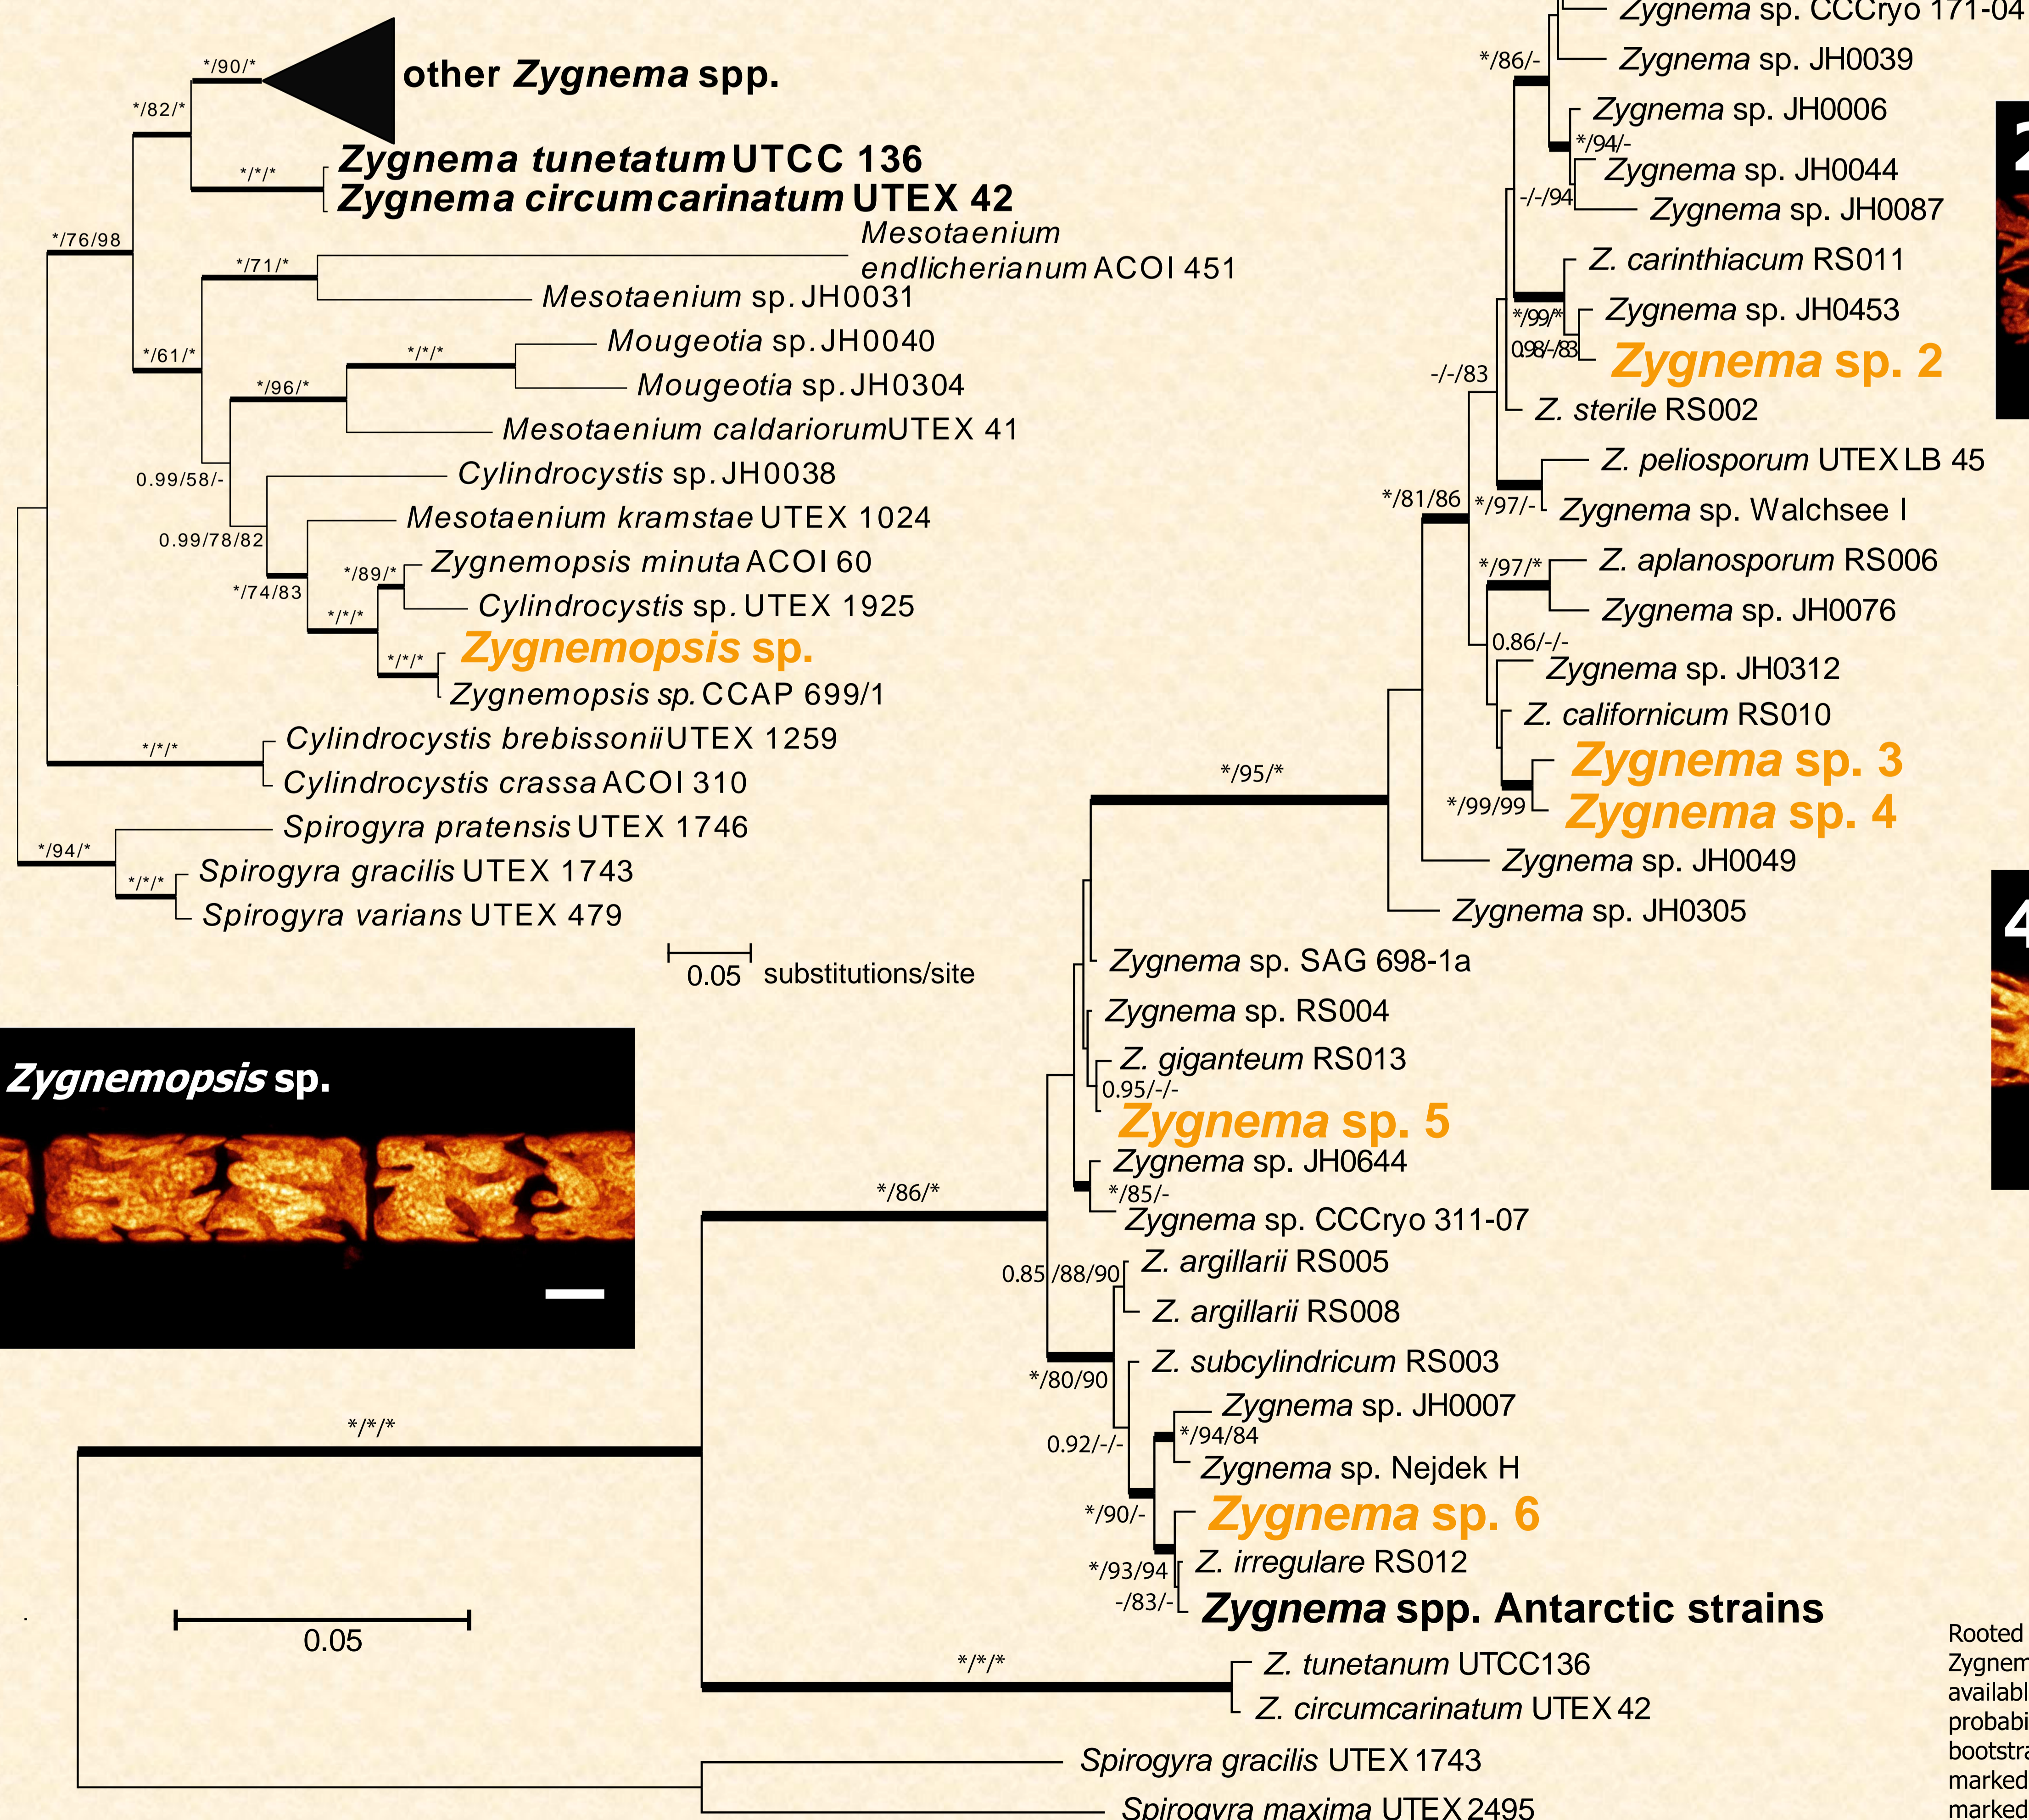 */90/*
other Zygnema spp.
*/82/*
*/*/*
Zygnema tunetatum UTCC 136
Zygnema circumcarinatum UTEX 42
*/76/98
Mesotaenium
endlicherianum ACOI 451
*/71/*
Mesotaenium sp. JH0031
Mougeotia sp. JH0040
*/61/*
*/*/*
*/96/*
Mougeotia sp. JH0304
Mesotaenium caldariorum UTEX 41
0.99/58/-
Cylindrocystis sp. JH0038
Mesotaenium kramstae UTEX 1024
0.99/78/82
Zygnemopsis minuta ACOI 60
*/89/*
*/74/83
Cylindrocystis sp. UTEX 1925
*/*/*
Zygnemopsis sp.
*/*/*
Zygnemopsis sp. CCAP 699/1
Cylindrocystis brebissonii UTEX 1259
*/*/*
Cylindrocystis crassa ACOI 310
Spirogyra pratensis UTEX 1746
*/94/*
Spirogyra gracilis UTEX 1743
*/*/*
Spirogyra varians UTEX 479
0.05 substitutions/site
Zygnemopsis sp.
Zygnema sp. CCCryo 171-04
*/86/-
Zygnema sp. JH0039
Zygnema sp. JH0006
*/94/-
Zygnema sp. JH0044
-/-/94
Zygnema sp. JH0087
Z. carinthiacum RS011
*/99/*
Zygnema sp. JH0453
0.98/-/83
Zygnema sp. 2
-/-/83
Z. sterile RS002
Z. peliosporum UTEX LB 45
*/81/86
*/97/-
Zygnema sp. Walchsee I
Z. aplanosporum RS006
*/97/*
Zygnema sp. JH0076
0.86/-/-
Zygnema sp. JH0312
Z. californicum RS010
Zygnema sp. 3
*/99/99
Zygnema sp. 4
*/95/*
Zygnema sp. JH0049
Zygnema sp. JH0305
Zygnema sp. SAG 698-1a
Zygnema sp. RS004
Z. giganteum RS013
0.95/-/-
Zygnema sp. 5
Zygnema sp. JH0644
*/86/*
*/85/-
Zygnema sp. CCCryo 311-07
Z. argillarii RS005
0.85/88/90
Z. argillarii RS008
Z. subcylindricum RS003
*/80/90
Zygnema sp. JH0007
*/94/84
0.92/-/-
Zygnema sp. Nejdek H
*/90/-
Zygnema sp. 6
Z. irregulare RS012
*/93/94
-/83/-
Zygnema spp. Antarctic strains
*/*/*
*/*/*
Z. tunetanum UTCC136
Z. circumcarinatum UTEX 42
Spirogyra gracilis UTEX 1743
Spirogyra maxima UTEX 2495
0.05
2
4
Rooted
Zygnem
availabl
probabi
bootstra
marked
marked